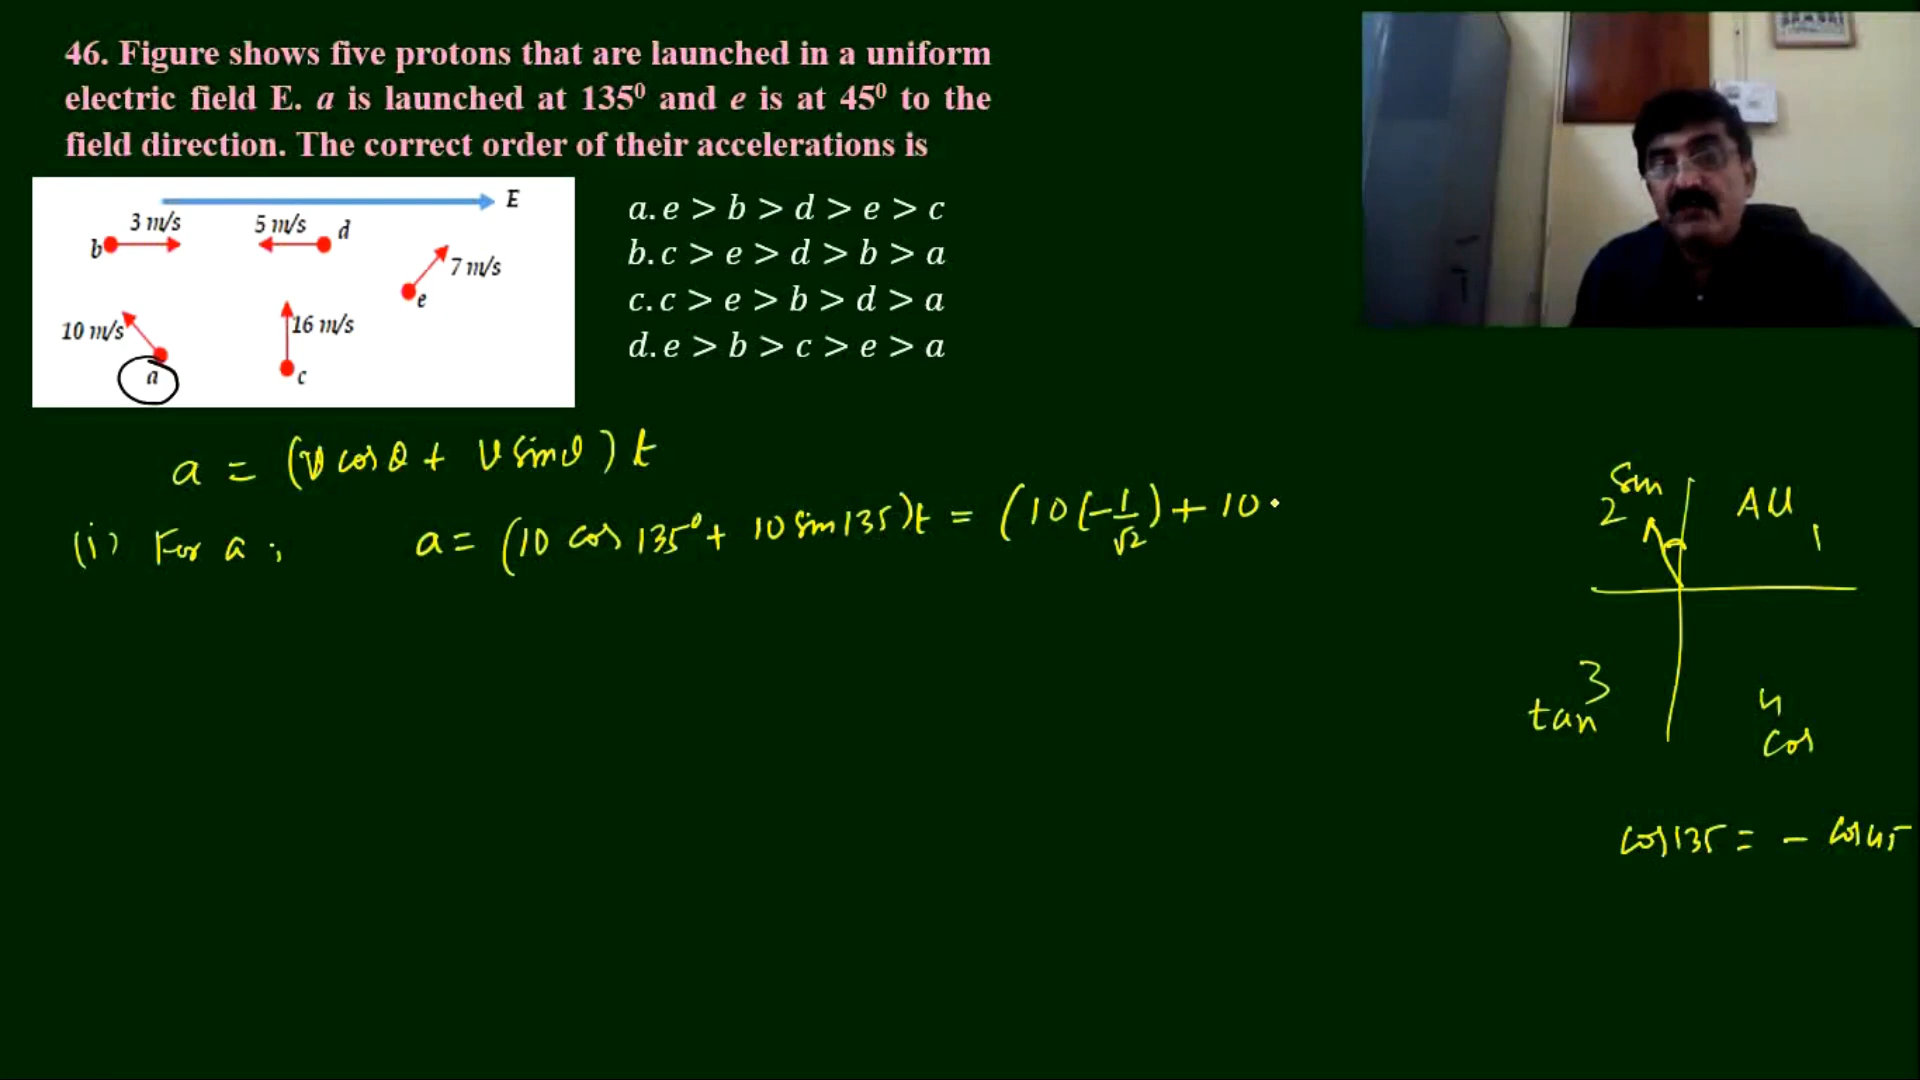 46. Figure shows five protons that are launched in a uniform
electric field E. a is launched at 135⁰ and e is at 45⁰ to the
field direction. The correct order of their accelerations is
E
3 m/s
5 m/s
b
d
7 m/s
e
10 m/s
16 m/s
a
c
a. e > b > d > e > c
b. c > e > d > b > a
c. c > e > b > d > a
d. e > b > c > e > a
a = (v cos θ + v sin θ) t
(i) For a; a = (10 cos 135° + 10 sin 135) t = (10 (-1/√2) + 10 ·
Sin
2
All
1
3
tan
4
cos
cos 135 = - cos 45